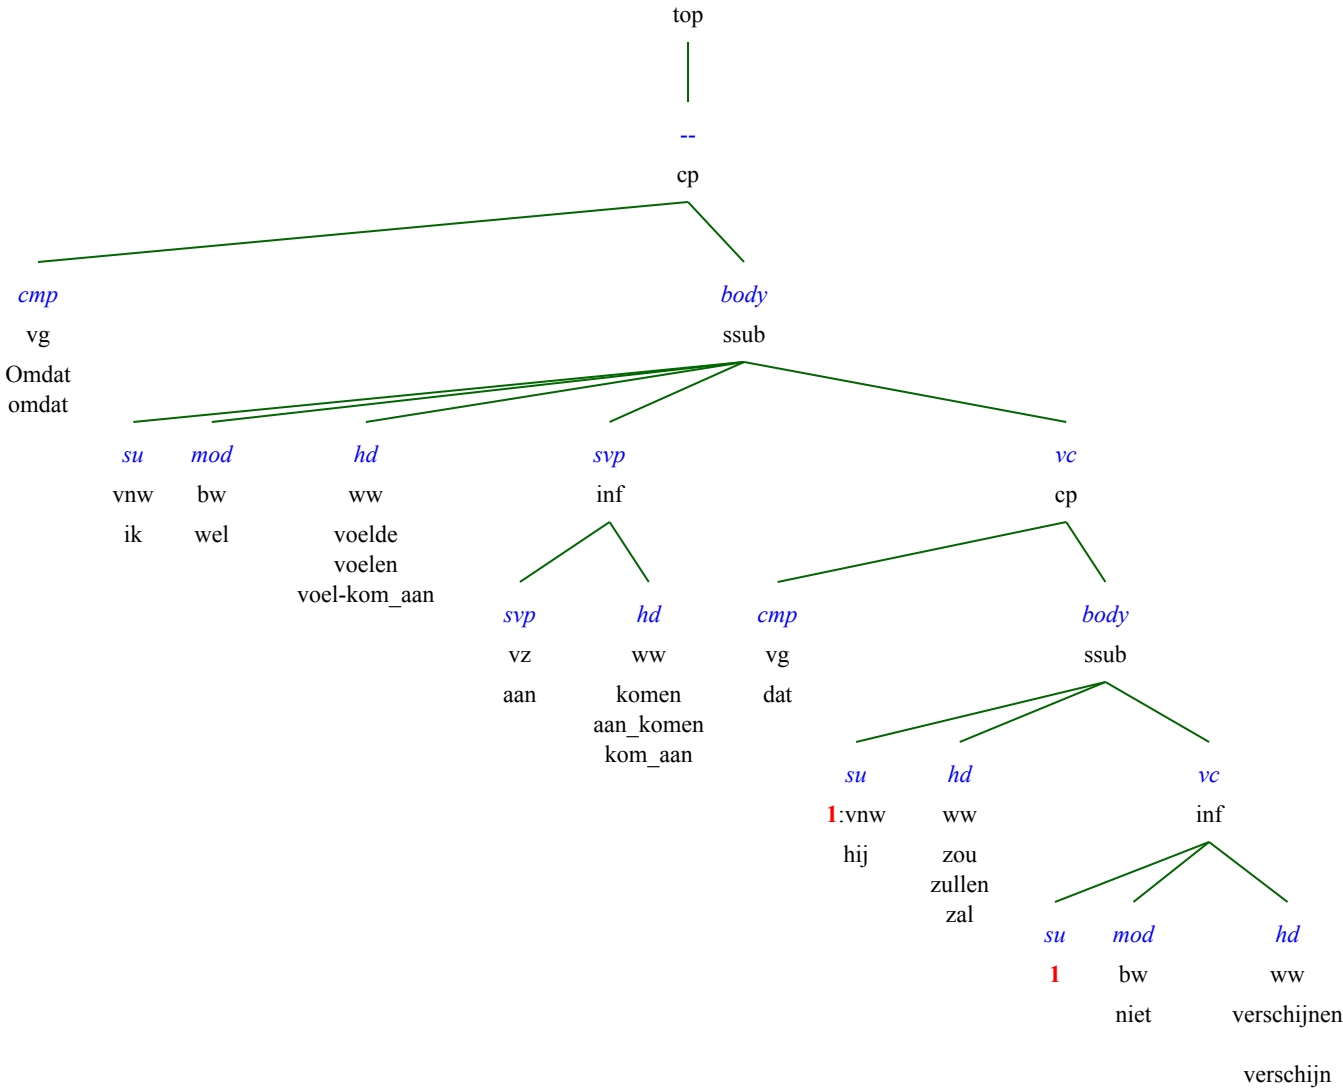 top
--
cp
cmp body
vg ssub
Omdat
omdat
su mod hd svp vc
vnw bw ww inf cp
ik wel voelde
voelen
voel-kom_aan
svp hd cmp body
vz ww vg ssub
aan komen dat
aan_komen
kom_aan
su hd vc
1:vnw ww inf
hij zou
zullen
zal
su mod hd
1 bw ww
niet verschijnen
verschijn